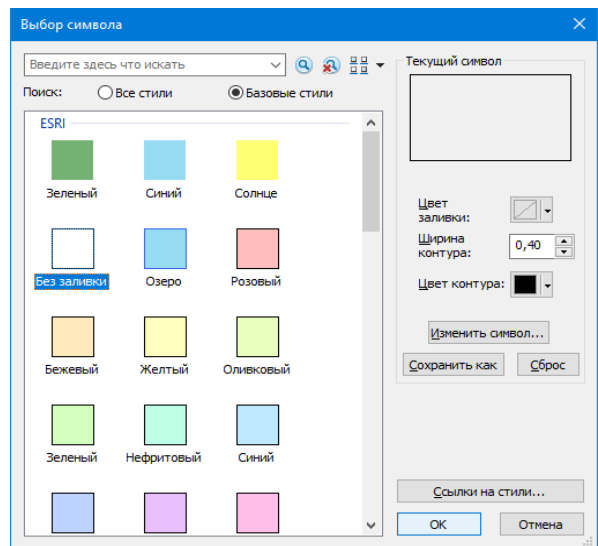 Выбор символа
Введите здесь что искать
Поиск: Все стили Базовые стили
ESRI
Зеленый Синий Солнце
Без заливки Озеро Розовый
Бежевый Желтый Оливковый
Зеленый Нефритовый Синий
Текущий символ
Цвет
заливки:
Ширина
контура: 0,40
Цвет контура:
Изменить символ...
Сохранить как Сброс
Ссылки на стили...
OK Отмена